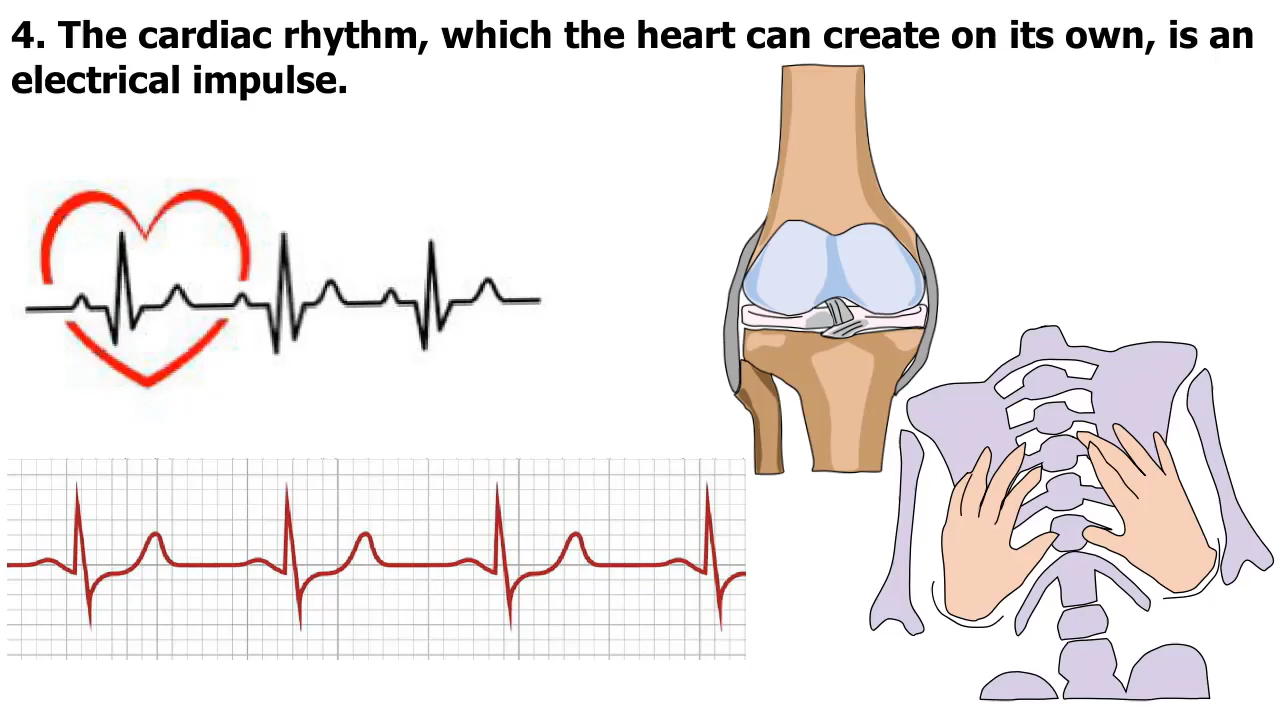 4. The cardiac rhythm, which the heart can create on its own, is an
electrical impulse.